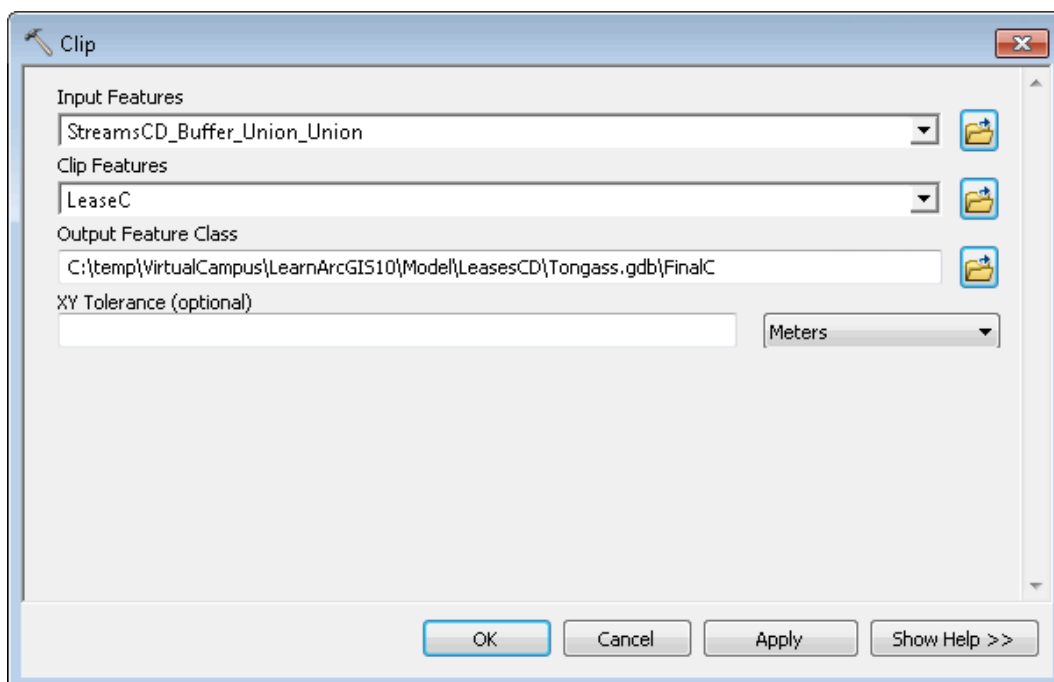 Clip
Input Features
StreamsCD_Buffer_Union_Union
Clip Features
LeaseC
Output Feature Class
C:\temp\VirtualCampus\LearnArcGIS10\Model\LeasesCD\Tongass.gdb\FinalC
XY Tolerance (optional)
Meters
OK Cancel Apply Show Help >>